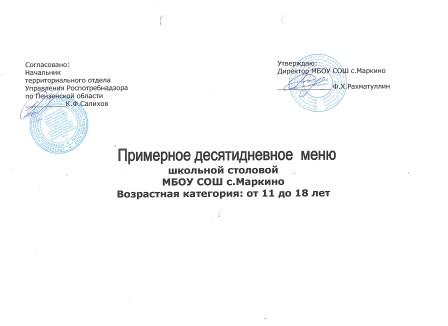 Согласовано:
Начальник
территориального отдела
Управления Роспотребнадзора
по Пензенской области
К.Ф.Салихов
Утверждаю:
Директор МБОУ СОШ с.Маркино
Ф.Х.Рахматуллин
Примерное десятидневное меню
школьной столовой
МБОУ СОШ с.Маркино
Возрастная категория: от 11 до 18 лет